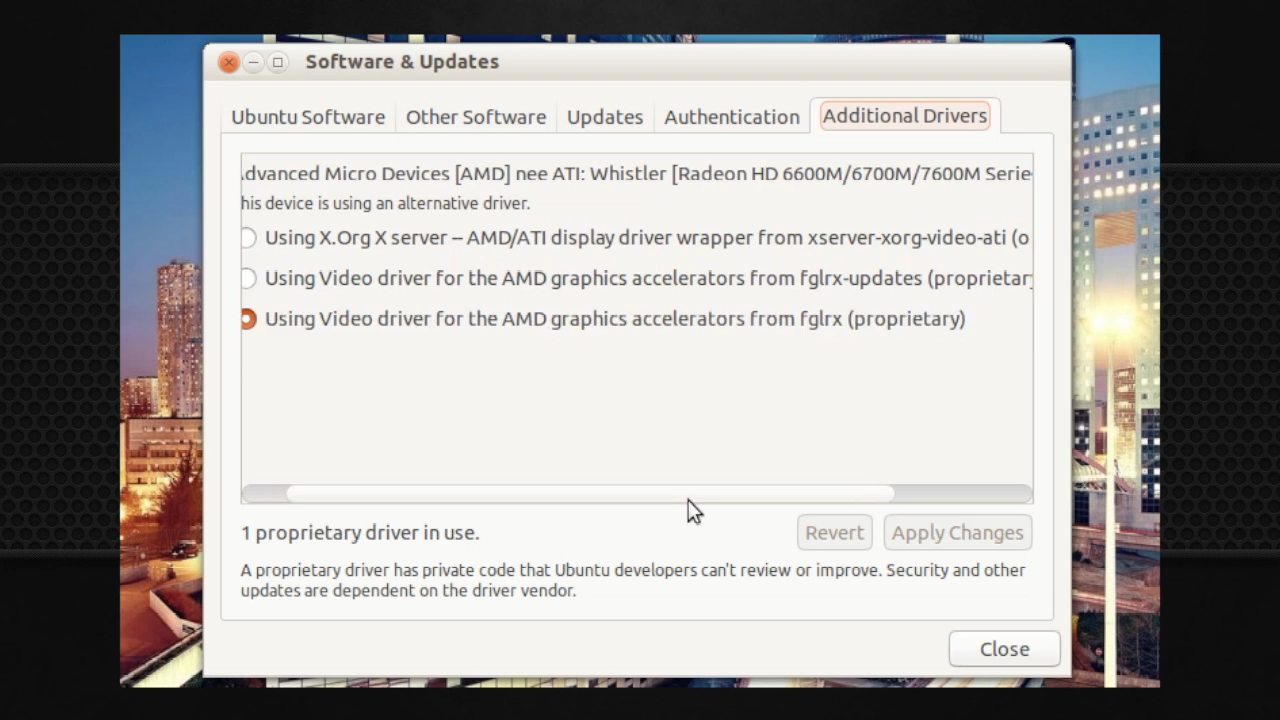 Software & Updates
Ubuntu Software
Other Software
Updates
Authentication
Additional Drivers
dvanced Micro Devices [AMD] nee ATI: Whistler [Radeon HD 6600M/6700M/7600M Serie
his device is using an alternative driver.
Using X.Org X server – AMD/ATI display driver wrapper from xserver-xorg-video-ati (o
Using Video driver for the AMD graphics accelerators from fglrx-updates (proprietar
Using Video driver for the AMD graphics accelerators from fglrx (proprietary)
1 proprietary driver in use.
Revert
Apply Changes
A proprietary driver has private code that Ubuntu developers can't review or improve. Security and other
updates are dependent on the driver vendor.
Close